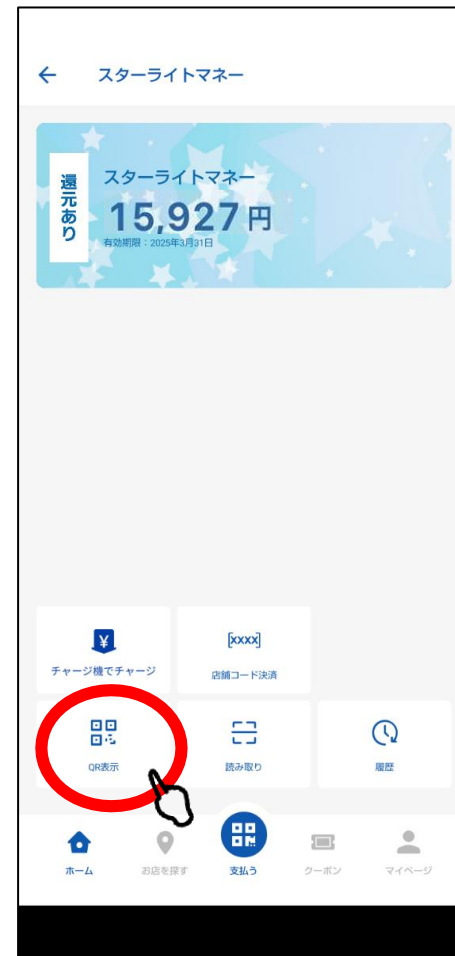 スターライトマネー
還元あり
スターライトマネー
15,927円
有効期限：2025年3月31日
チャージ機でチャージ
[xxxx]
店舗コード決済
QR表示
読み取り
履歴
ホーム
お店を探す
支払う
クーポン
マイページ